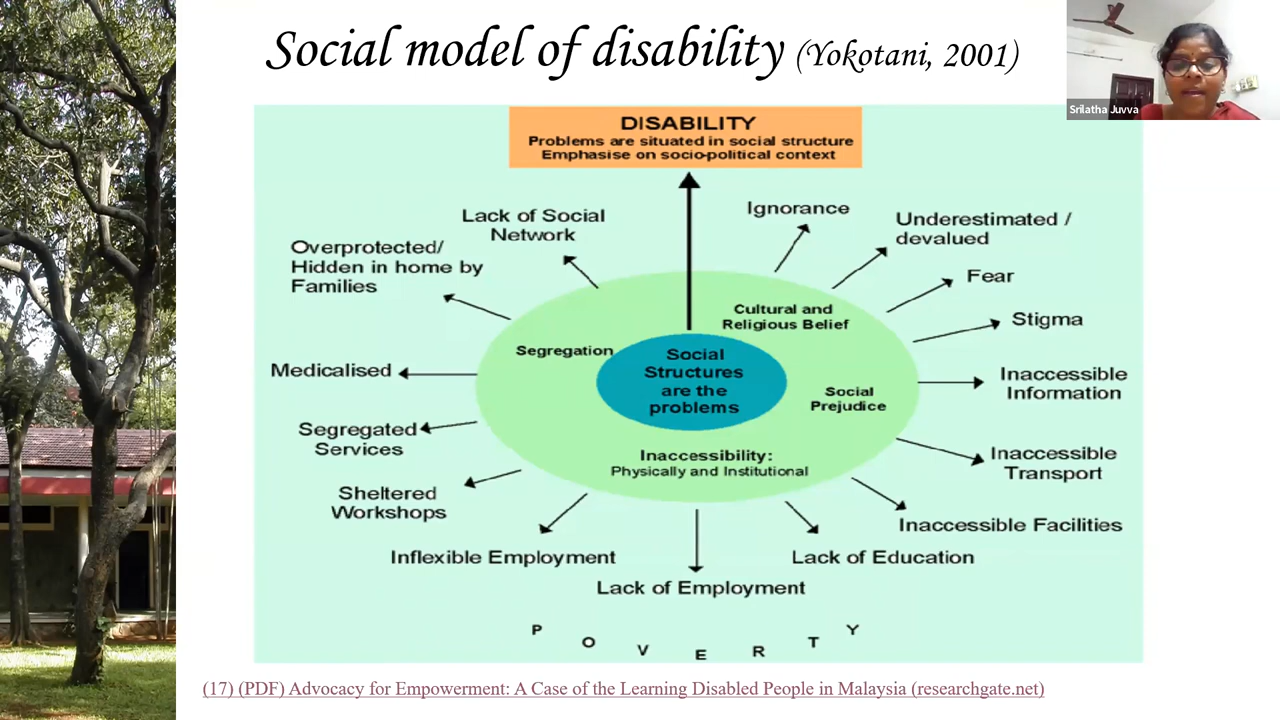 Social model of disability (Yokotani, 2001)
Srilatha Juvva
DISABILITY
Problems are situated in social structure
Emphasise on socio-political context
Lack of Social
Network
Ignorance
Underestimated /
devalued
Overprotected/
Hidden in home by
Families
Fear
Stigma
Cultural and
Religious Belief
Segregation
Social
Structures
are the
problems
Medicalised
Inaccessible
Information
Social
Prejudice
Segregated
Services
Inaccessibility:
Physically and Institutional
Inaccessible
Transport
Sheltered
Workshops
Inaccessible Facilities
Inflexible Employment
Lack of Education
Lack of Employment
P O V E R T Y
(17) (PDF) Advocacy for Empowerment: A Case of the Learning Disabled People in Malaysia (researchgate.net)